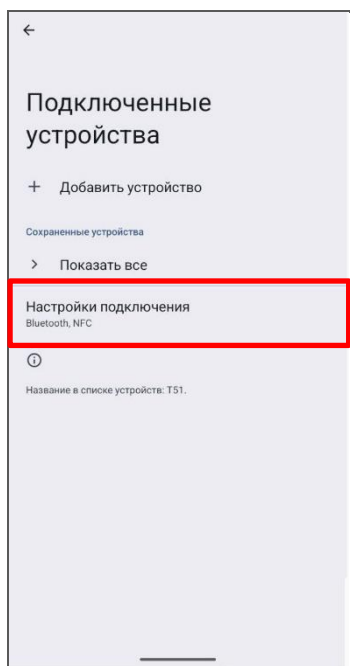 Подключенные
устройства
Добавить устройство
Сохраненные устройства
Показать все
Настройки подключения
Bluetooth, NFC
Название в списке устройств: T51.